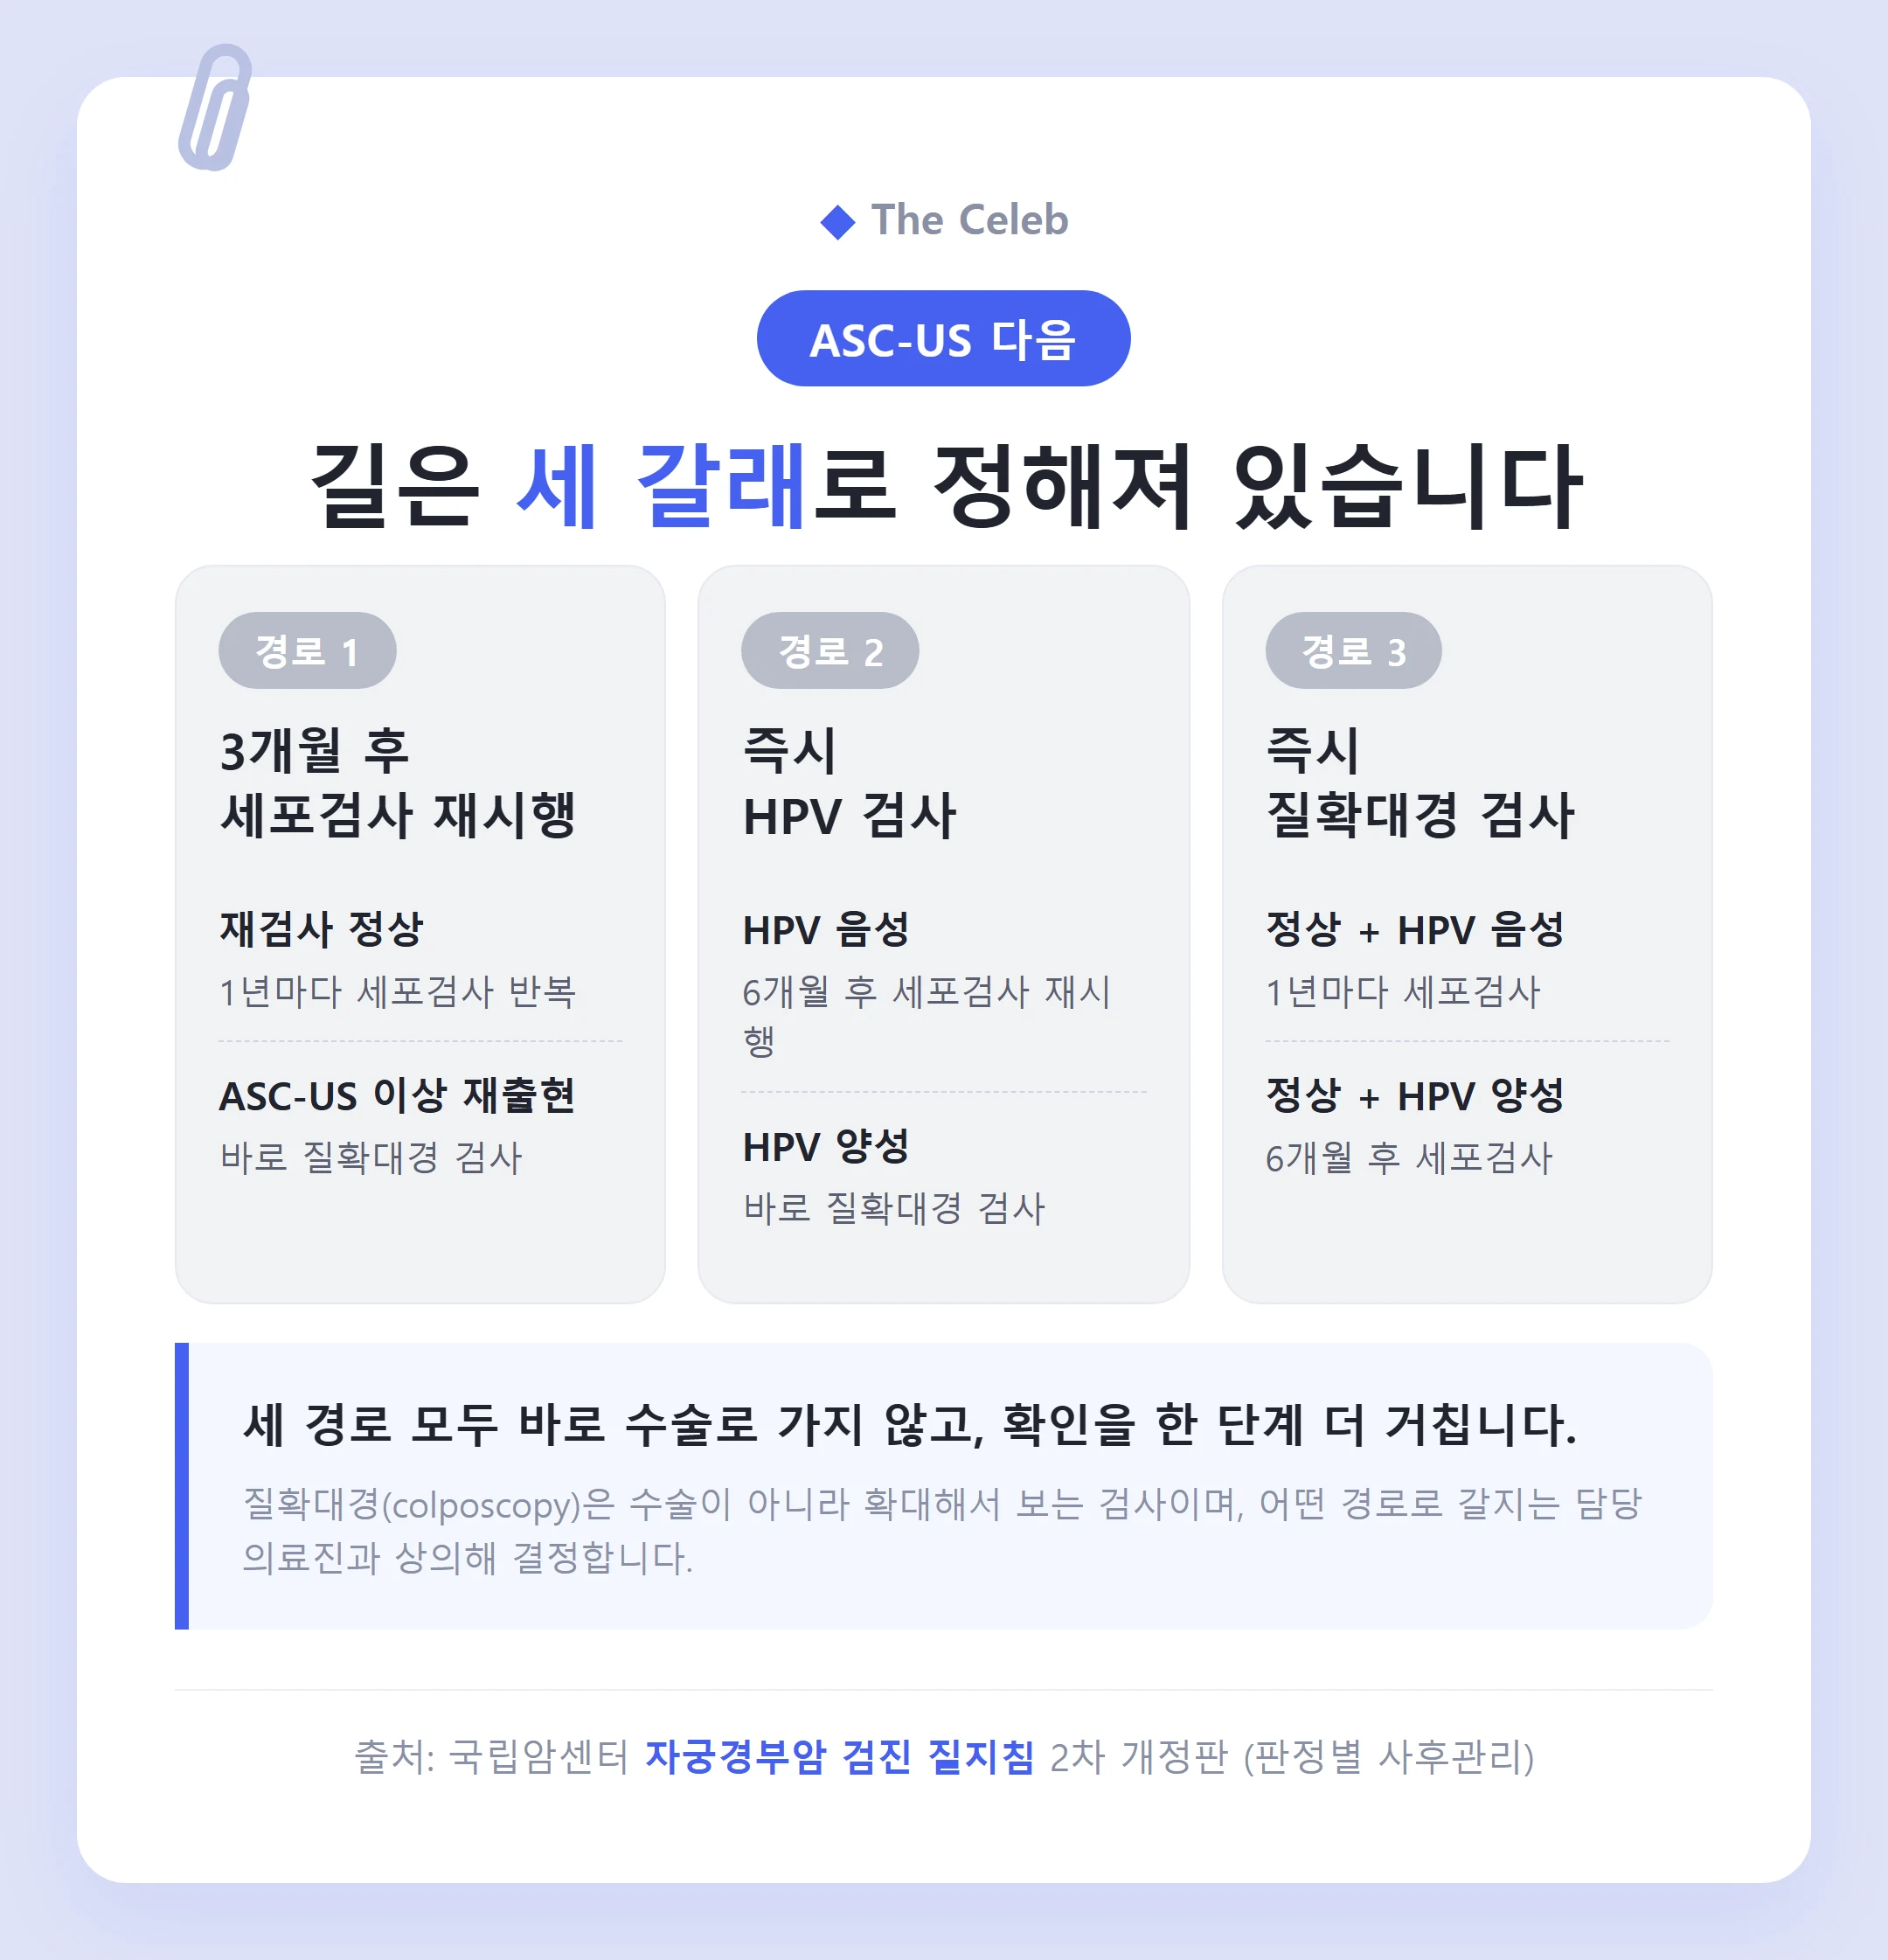 The Celeb
ASC-US 다음
길은 세 갈래로 정해져 있습니다
경로 1
3개월 후
세포검사 재시행
재검사 정상
1년마다 세포검사 반복
ASC-US 이상 재출현
바로 질확대경 검사
경로 2
즉시
HPV 검사
HPV 음성
6개월 후 세포검사 재시
행
HPV 양성
바로 질확대경 검사
경로 3
즉시
질확대경 검사
정상 + HPV 음성
1년마다 세포검사
정상 + HPV 양성
6개월 후 세포검사
세 경로 모두 바로 수술로 가지 않고, 확인을 한 단계 더 거칩니다.
질확대경(colposcopy)은 수술이 아니라 확대해서 보는 검사이며, 어떤 경로로 갈지는 담당
의료진과 상의해 결정합니다.
출처: 국립암센터 자궁경부암 검진 질지침 2차 개정판 (판정별 사후관리)